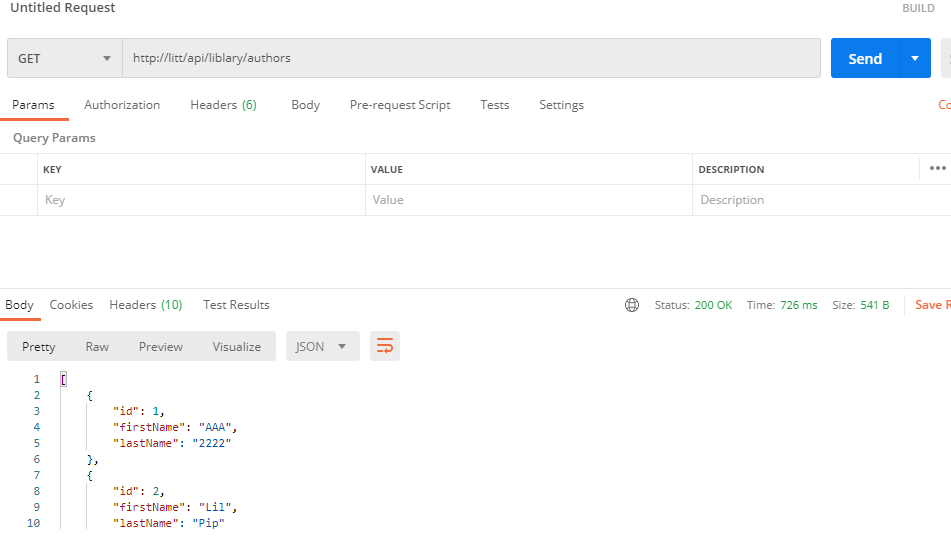 Untitled Request BUILD
GET http://litt/api/liblary/authors Send
Params Authorization Headers (6) Body Pre-request Script Tests Settings Co
Query Params
KEY VALUE DESCRIPTION
Key Value Description
Body Cookies Headers (10) Test Results Status: 200 OK Time: 726 ms Size: 541 B Save R
Pretty Raw Preview Visualize JSON
1 [
2 {
3 "id": 1,
4 "firstName": "AAA",
5 "lastName": "2222"
6 },
7 {
8 "id": 2,
9 "firstName": "Lil",
10 "lastName": "Pip"